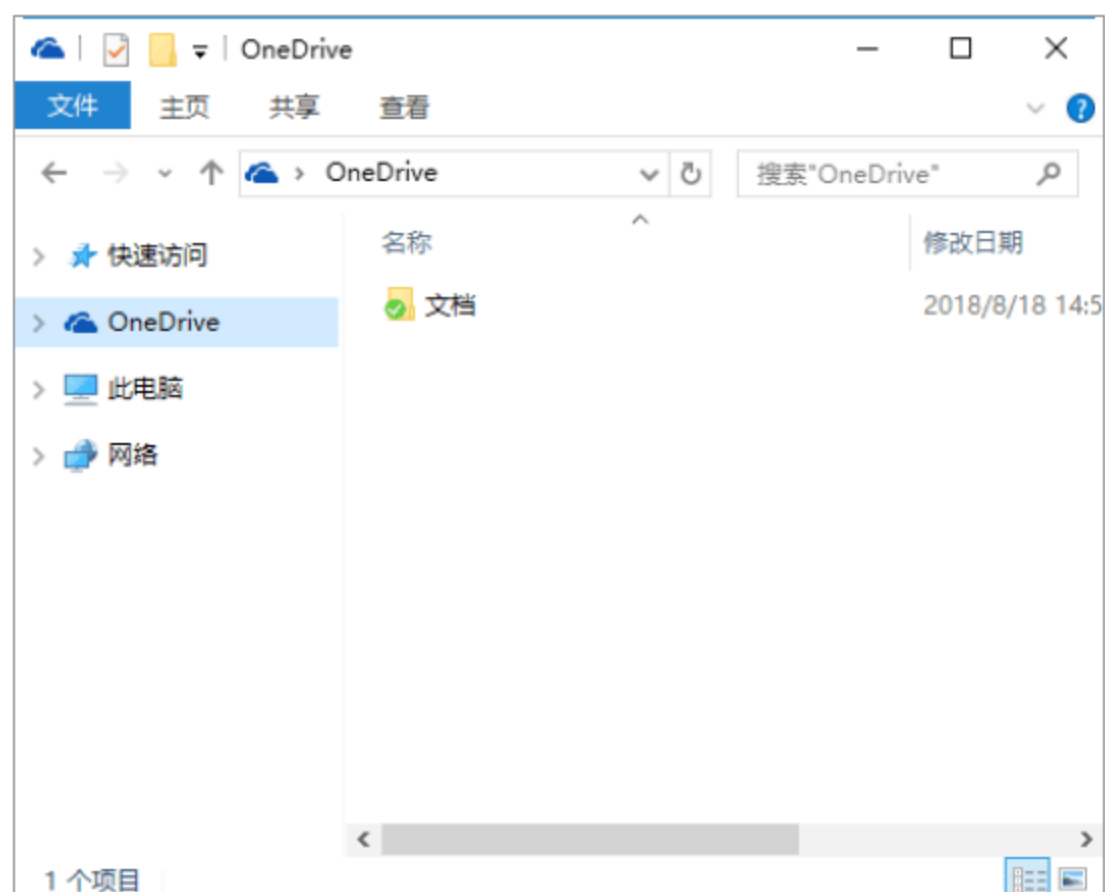 OneDrive
文件 主页 共享 查看
OneDrive 搜索"OneDrive"
名称 修改日期
快速访问
文档 2018/8/18 14:5
OneDrive
此电脑
网络
1 个项目